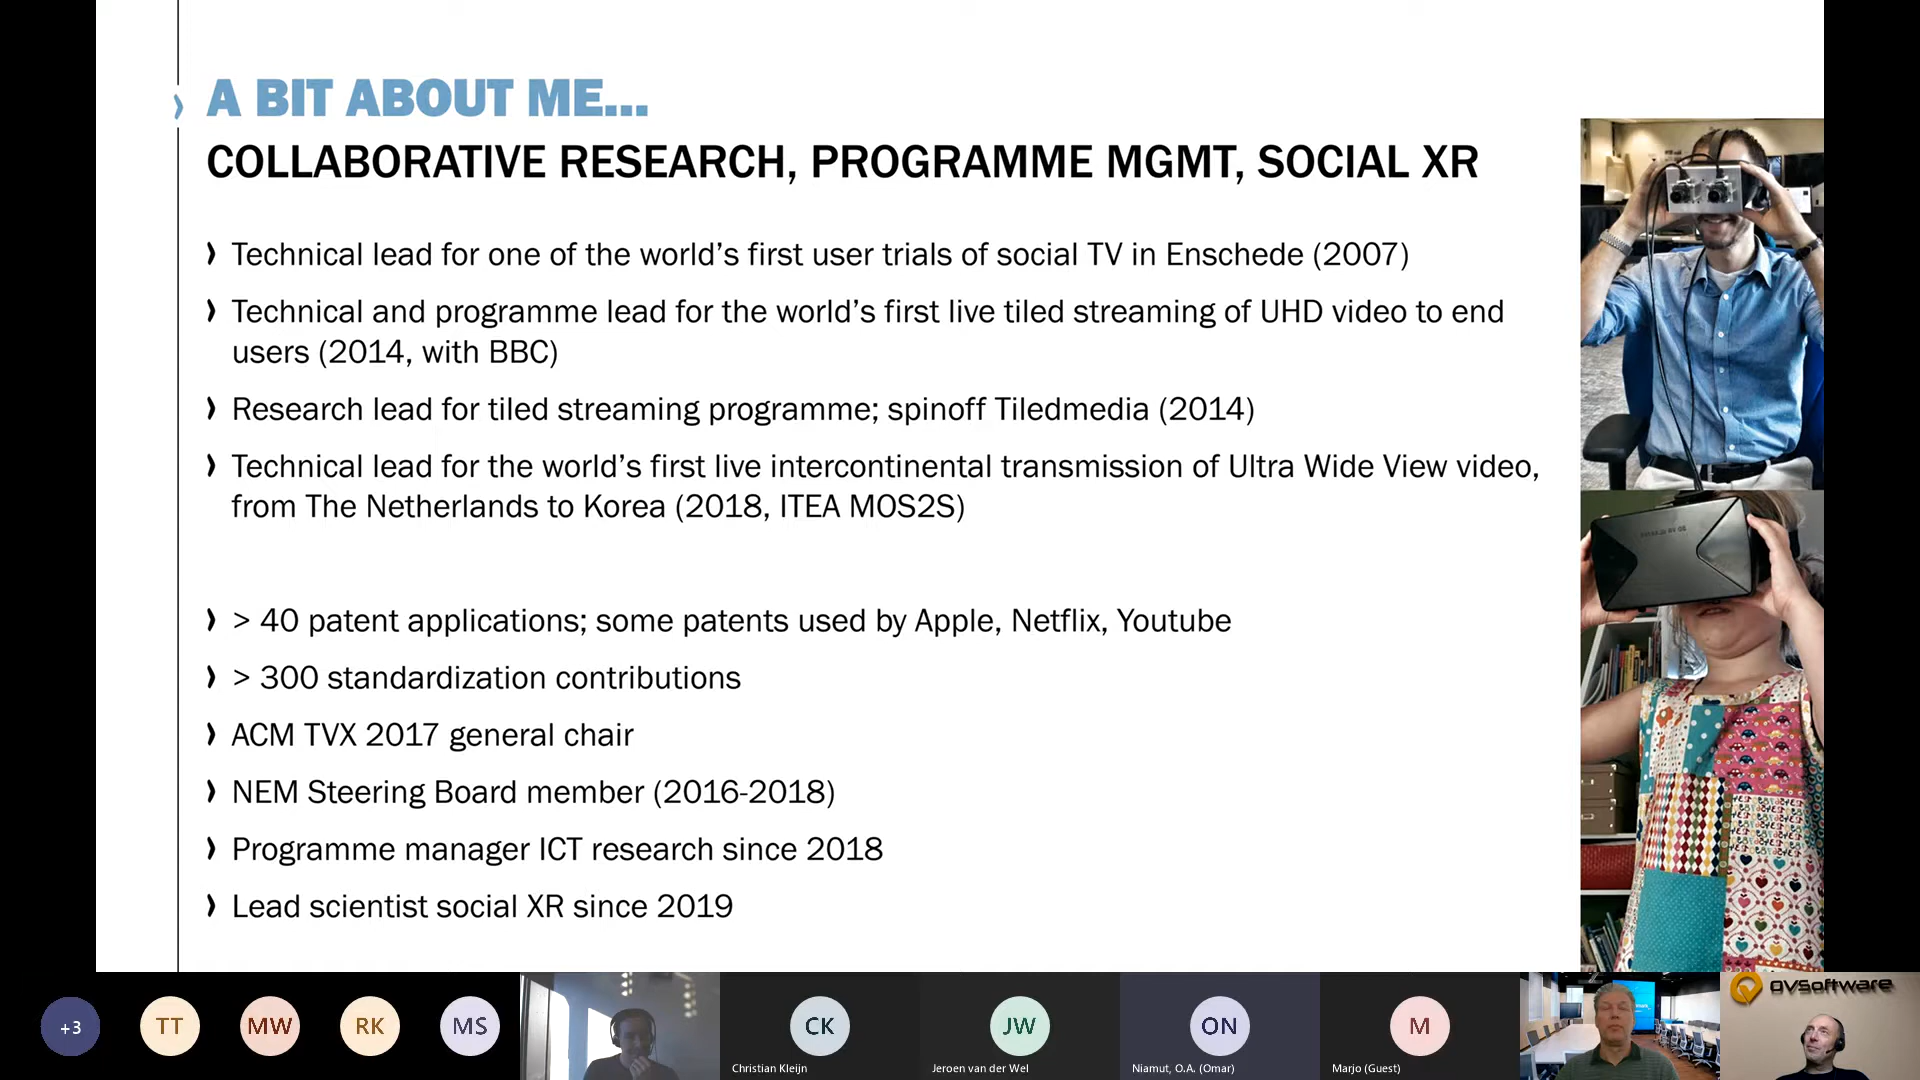 A BIT ABOUT ME...
COLLABORATIVE RESEARCH, PROGRAMME MGMT, SOCIAL XR
Technical lead for one of the world's first user trials of social TV in Enschede (2007)
Technical and programme lead for the world's first live tiled streaming of UHD video to end
users (2014, with BBC)
Research lead for tiled streaming programme; spinoff Tiledmedia (2014)
Technical lead for the world's first live intercontinental transmission of Ultra Wide View video,
from The Netherlands to Korea (2018, ITEA MOS2S)
> 40 patent applications; some patents used by Apple, Netflix, Youtube
> 300 standardization contributions
ACM TVX 2017 general chair
NEM Steering Board member (2016-2018)
Programme manager ICT research since 2018
Lead scientist social XR since 2019
+3
TT
MW
RK
MS
CK
Christian Kleijn
JW
Jeroen van der Wel
ON
Niamut, O.A. (Omar)
M
Marjo (Guest)
OVSoftware